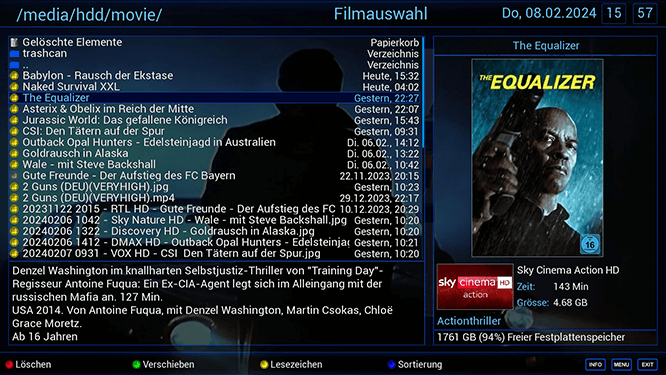 /media/hdd/movie/ Filmauswahl Do, 08.02.2024 15 57
Gelöschte Elemente Papierkorb
trashcan Verzeichnis
.. Verzeichnis
Babylon - Rausch der Ekstase Heute, 15:32
Naked Survival XXL Heute, 04:02
The Equalizer Gestern, 22:27
Asterix & Obelix im Reich der Mitte Gestern, 22:07
Jurassic World: Das gefallene Königreich Gestern, 15:43
CSI: Den Tätern auf der Spur Gestern, 09:31
Outback Opal Hunters - Edelsteinjagd in Australien Di. 06.02., 14:12
Goldrausch in Alaska Di. 06.02., 13:22
Wale - mit Steve Backshall Di. 06.02., 10:42
Gute Freunde - Der Aufstieg des FC Bayern 22.11.2023, 20:15
2 Guns (DEU)(VERYHIGH).jpg Gestern, 10:23
2 Guns (DEU)(VERYHIGH).mp4 29.12.2023, 22:17
20231122 2015 - RTL HD - Gute Freunde - Der Aufstieg des FC 10.12.2023, 20:29
20240206 1042 - Sky Nature HD - Wale - mit Steve Backshall.jpg Gestern, 10:20
20240206 1322 - Discovery HD - Goldrausch in Alaska.jpg Gestern, 10:20
20240206 1412 - DMAX HD - Outback Opal Hunters - Edelsteinjag Gestern, 10:21
20240207 0931 - VOX HD - CSI Den Tätern auf der Spur.jpg Gestern, 10:20
The Equalizer
THE EQUALIZER
16
Denzel Washington im knallharten Selbstjustiz-Thriller von "Training Day"-
Regisseur Antoine Fuqua: Ein Ex-CIA-Agent legt sich im Alleingang mit der
russischen Mafia an. 127 Min.
USA 2014. Von Antoine Fuqua, mit Denzel Washington, Martin Csokas, Chloë
Grace Moretz.
Ab 16 Jahren
sky cinema HD
action
Sky Cinema Action HD
Zeit: 143 Min
Grösse: 4.68 GB
Actionthriller
1761 GB (94%) Freier Festplattenspeicher
Löschen Verschieben Lesezeichen Sortierung INFO MENU EXIT